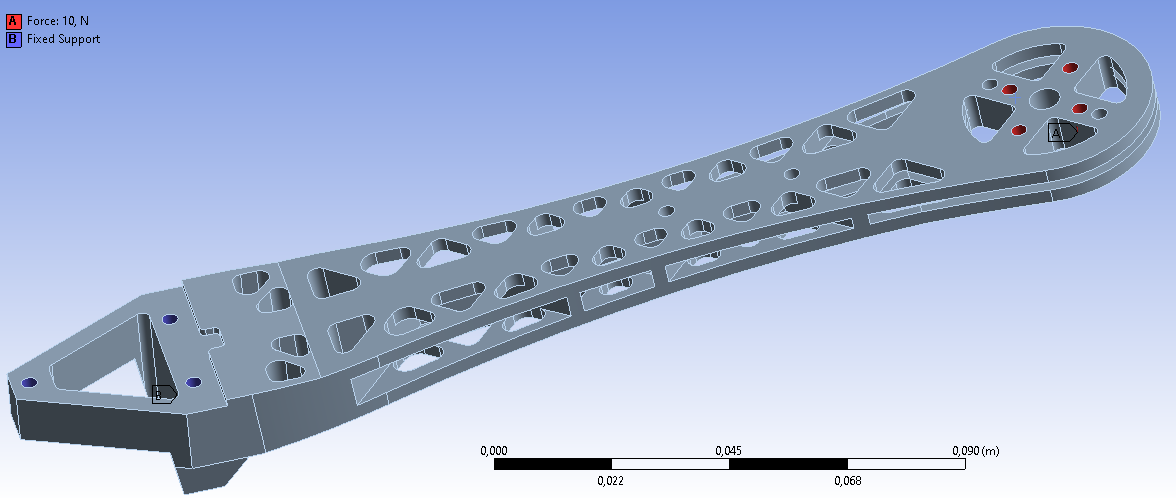 A Force: 10, N
B Fixed Support
A
B
0,000 0,045 0,090 (m)
0,022 0,068